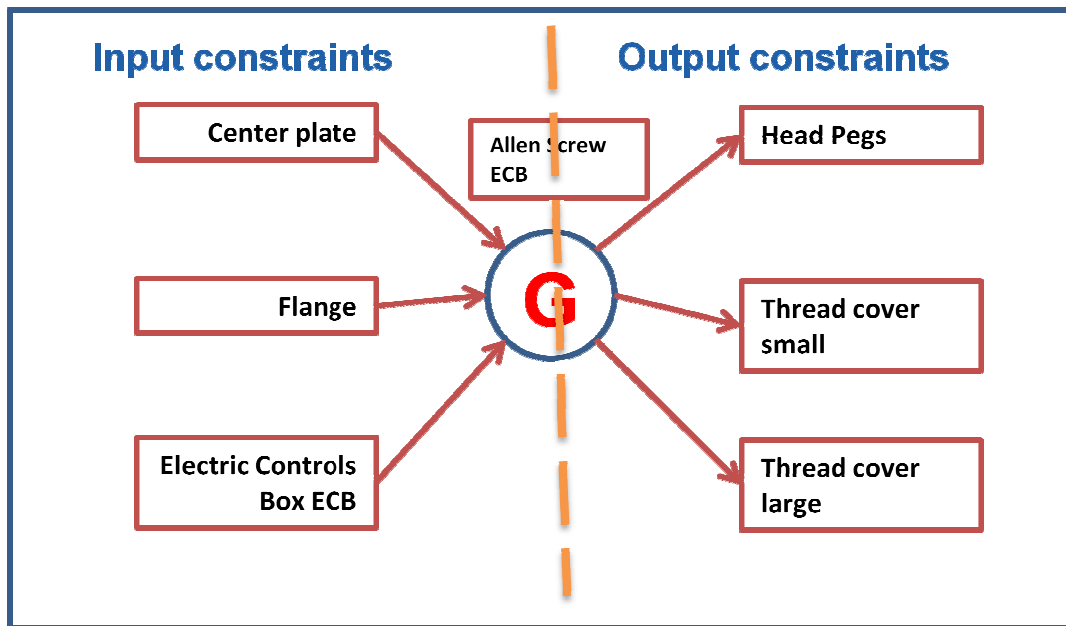 Input constraints
Output constraints
Center plate
Allen Screw
ECB
Head Pegs
Flange
G
Thread cover
small
Electric Controls
Box ECB
Thread cover
large